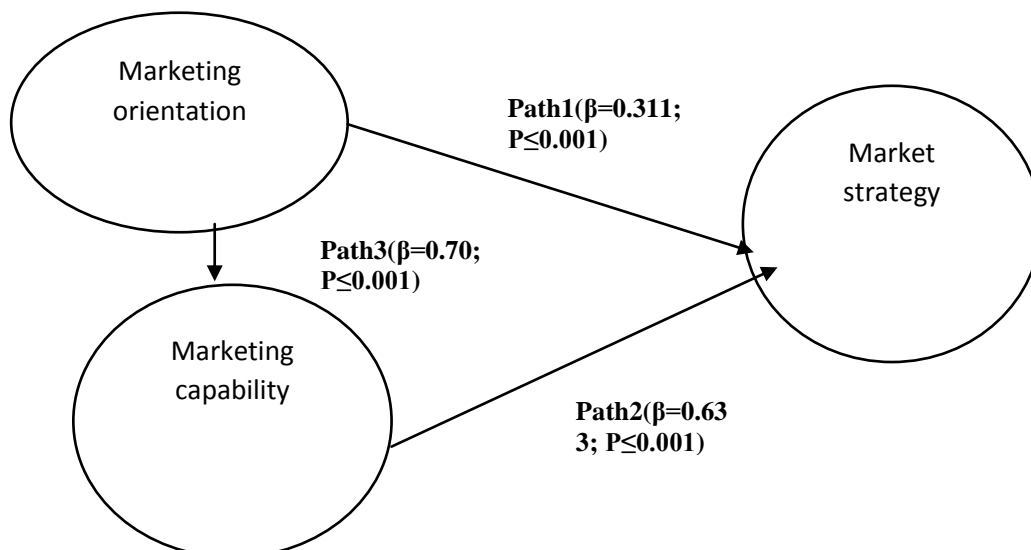 Marketing
orientation
Path1(β=0.311;
P≤0.001)
Market
strategy
Path3(β=0.70;
P≤0.001)
Marketing
capability
Path2(β=0.63
3; P≤0.001)